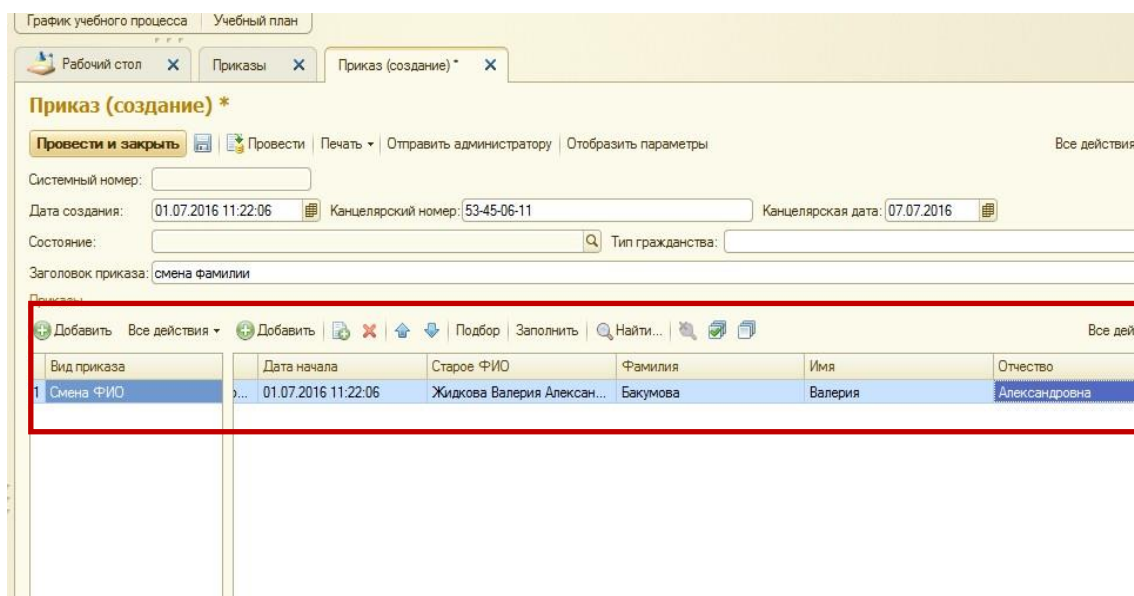 График учебного процесса Учебный план
Рабочий стол Приказы Приказ (создание) *
Приказ (создание) *
Провести и закрыть Провести Печать Отправить администратору Отобразить параметры Все действия
Системный номер:
Дата создания: 01.07.2016 11:22:06 Канцелярский номер: 53-45-06-11 Канцелярская дата: 07.07.2016
Состояние: Тип гражданства:
Заголовок приказа: смена фамилии
Приказы
Добавить Все действия Добавить Подбор Заполнить Найти... Все дей
Вид приказа Дата начала Старое ФИО Фамилия Имя Отчество
1 Смена ФИО ... 01.07.2016 11:22:06 Жидкова Валерия Алексан... Бакумова Валерия Александровна